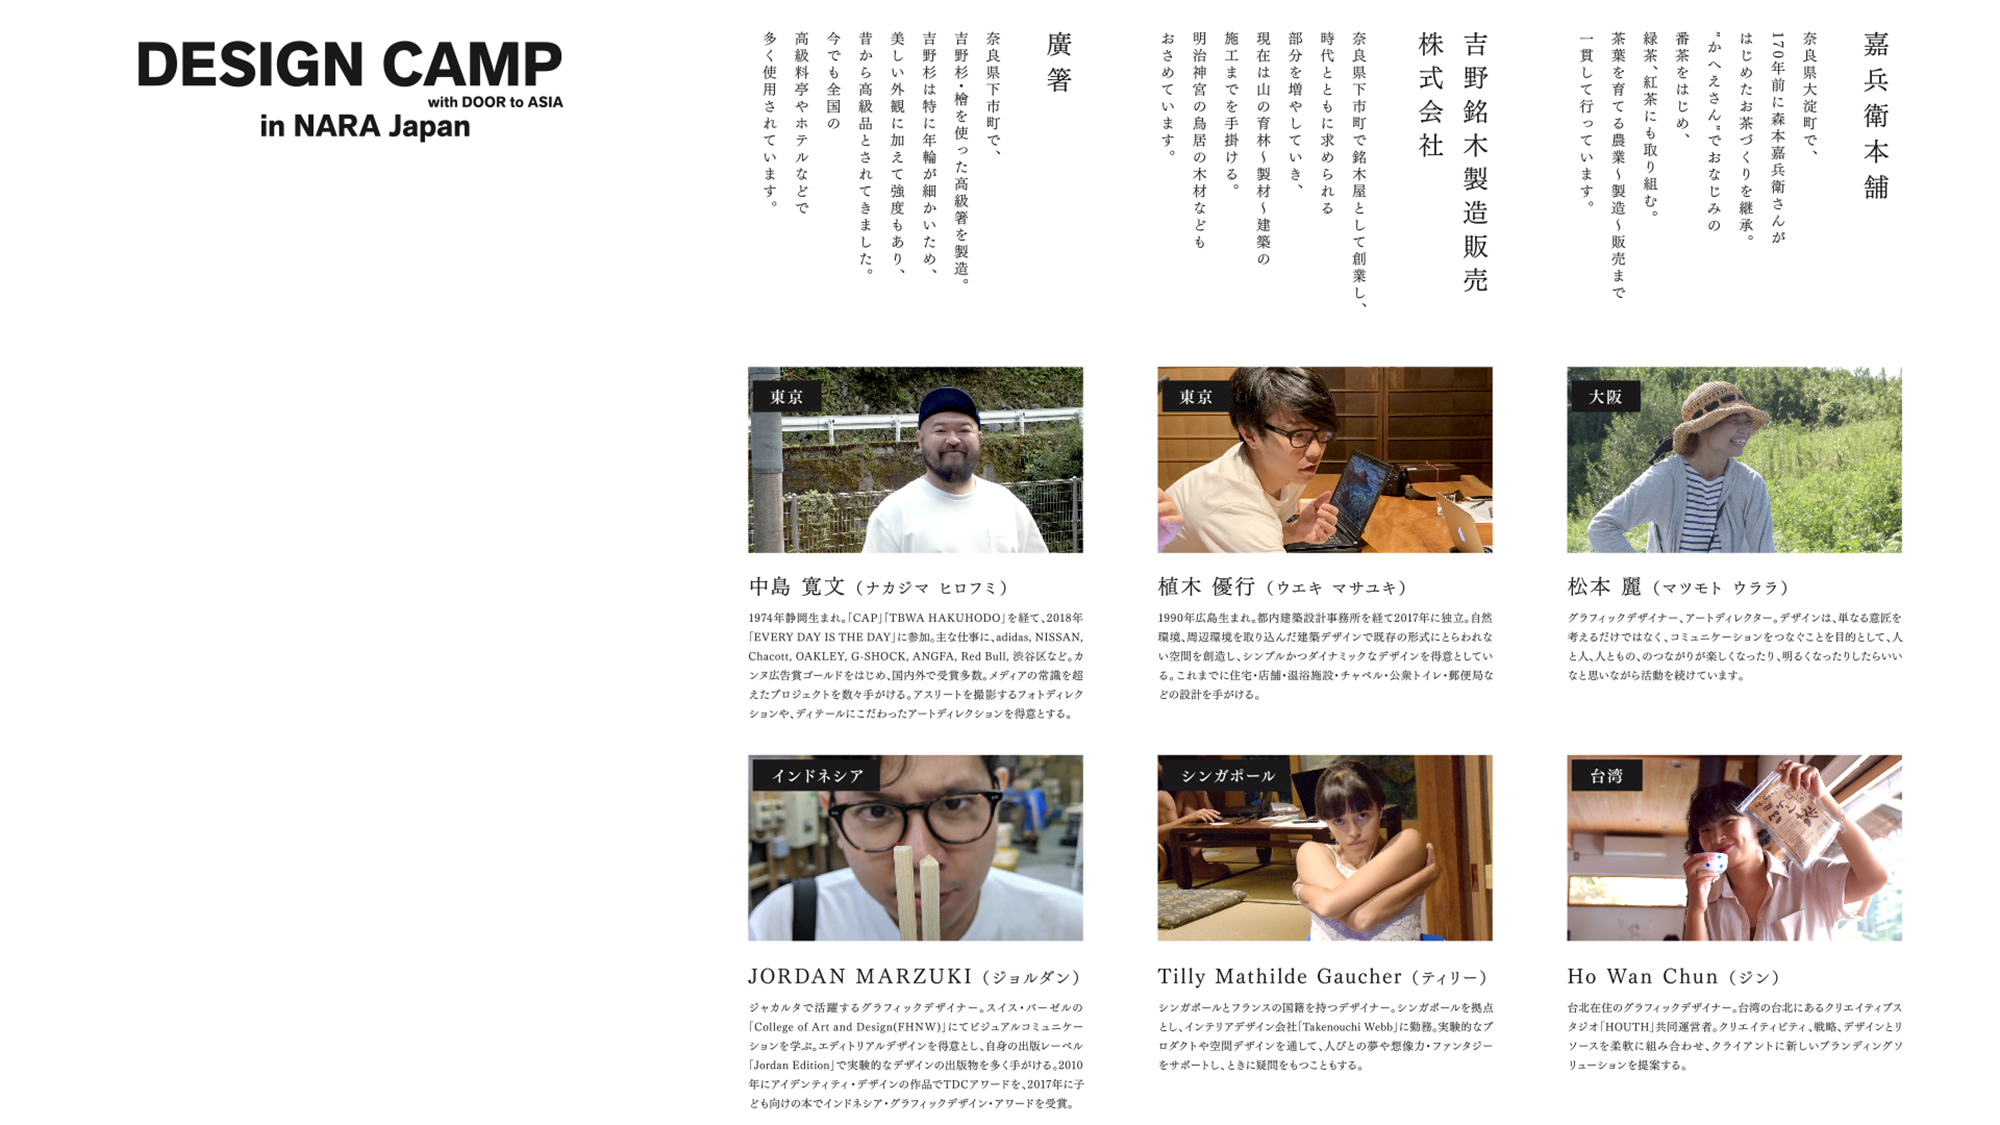 DESIGN CAMP
with DOOR to ASIA
in NARA Japan
嘉兵衛本舗
奈良県大淀町で、
170年前に森本嘉兵衛さんが
はじめたお茶づくりを継承。
〝かへえさん〟でおなじみの
番茶をはじめ、
緑茶、紅茶にも取り組む。
茶葉を育てる農業〜製造〜販売まで
一貫して行っています。
吉野銘木製造販売
株式会社
奈良県下市町で銘木屋として創業し、
時代とともに求められる
部分を増やしていき、
現在は山の育林〜製材〜建築の
施工までを手掛ける。
明治神宮の鳥居の木材なども
おさめています。
廣箸
奈良県下市町で、
吉野杉・檜を使った高級箸を製造。
吉野杉は特に年輪が細かいため、
美しい外観に加えて強度もあり、
昔から高級品とされてきました。
今でも全国の
高級料亭やホテルなどで
多く使用されています。
東京
中島 寛文（ナカジマ ヒロフミ）
1974年静岡生まれ。「CAP」「TBWA HAKUHODO」を経て、2018年
「EVERY DAY IS THE DAY」に参加。主な仕事に、adidas, NISSAN,
Chacott, OAKLEY, G-SHOCK, ANGFA, Red Bull, 渋谷区など。カ
ンヌ広告賞ゴールドをはじめ、国内外で受賞多数。メディアの常識を超
えたプロジェクトを数々手がける。アスリートを撮影するフォトディレク
ションや、ディテールにこだわったアートディレクションを得意とする。
東京
植木 優行（ウエキ マサユキ）
1990年広島生まれ。都内建築設計事務所を経て2017年に独立。自然
環境、周辺環境を取り込んだ建築デザインで既存の形式にとらわれな
い空間を創造し、シンプルかつダイナミックなデザインを得意としてい
る。これまでに住宅・店舗・温浴施設・チャペル・公衆トイレ・郵便局な
どの設計を手がける。
大阪
松本 麗（マツモト ウララ）
グラフィックデザイナー、アートディレクター。デザインは、単なる意匠を
考えるだけではなく、コミュニケーションをつなぐことを目的として、人
と人、人ともの、のつながりが楽しくなったり、明るくなったりしたらいい
なと思いながら活動を続けています。
インドネシア
JORDAN MARZUKI（ジョルダン）
ジャカルタで活躍するグラフィックデザイナー。スイス・バーゼルの
「College of Art and Design(FHNW)」にてビジュアルコミュニケー
ションを学ぶ。エディトリアルデザインを得意とし、自身の出版レーベル
「Jordan Edition」で実験的なデザインの出版物を多く手がける。2010
年にアイデンティティ・デザインの作品でTDCアワードを、2017年に子
ども向けの本でインドネシア・グラフィックデザイン・アワードを受賞。
シンガポール
Tilly Mathilde Gaucher（ティリー）
シンガポールとフランスの国籍を持つデザイナー。シンガポールを拠点
とし、インテリアデザイン会社「Takenouchi Webb」に勤務。実験的なプ
ロダクトや空間デザインを通して、人びとの夢や想像力・ファンタジー
をサポートし、ときに疑問をもつこともする。
台湾
Ho Wan Chun（ジン）
台北在住のグラフィックデザイナー。台湾の台北にあるクリエイティブス
タジオ「HOUTH」共同運営者。クリエイティビティ、戦略、デザインとリ
ソースを柔軟に組み合わせ、クライアントに新しいブランディングソ
リューションを提案する。